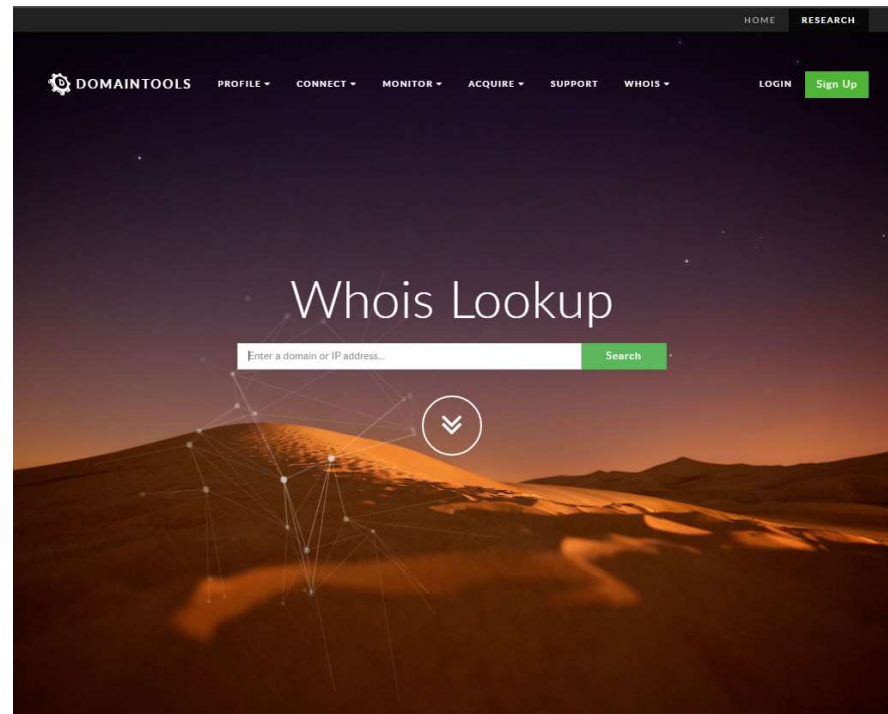 HOME RESEARCH
DOMAINTOOLS PROFILE CONNECT MONITOR ACQUIRE SUPPORT WHOIS LOGIN Sign Up
Whois Lookup
Enter a domain or IP address... Search